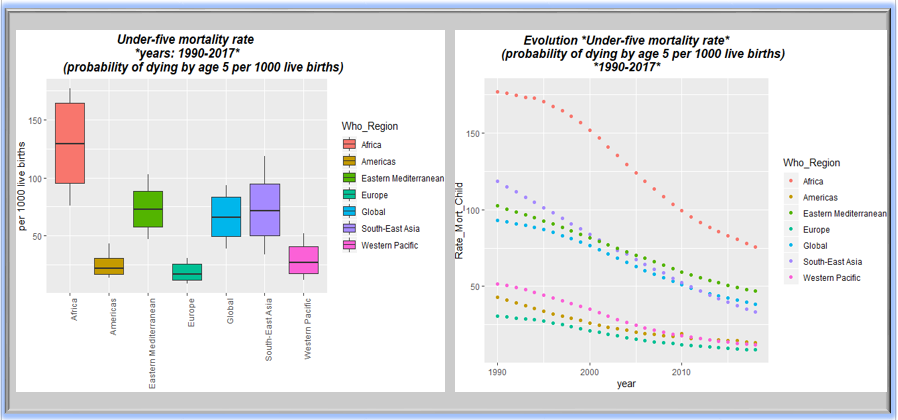 Under-five mortality rate
*years: 1990-2017*
(probability of dying by age 5 per 1000 live births)
per 1000 live births
150
100
50
Africa
Americas
Eastern Mediterranean
Europe
Global
South-East Asia
Western Pacific
Who_Region
Africa
Americas
Eastern Mediterranean
Europe
Global
South-East Asia
Western Pacific
Evolution *Under-five mortality rate*
(probability of dying by age 5 per 1000 live births)
*1990-2017*
Rate_Mort_Child
150
100
50
1990
2000
2010
year
Who_Region
Africa
Americas
Eastern Mediterranean
Europe
Global
South-East Asia
Western Pacific